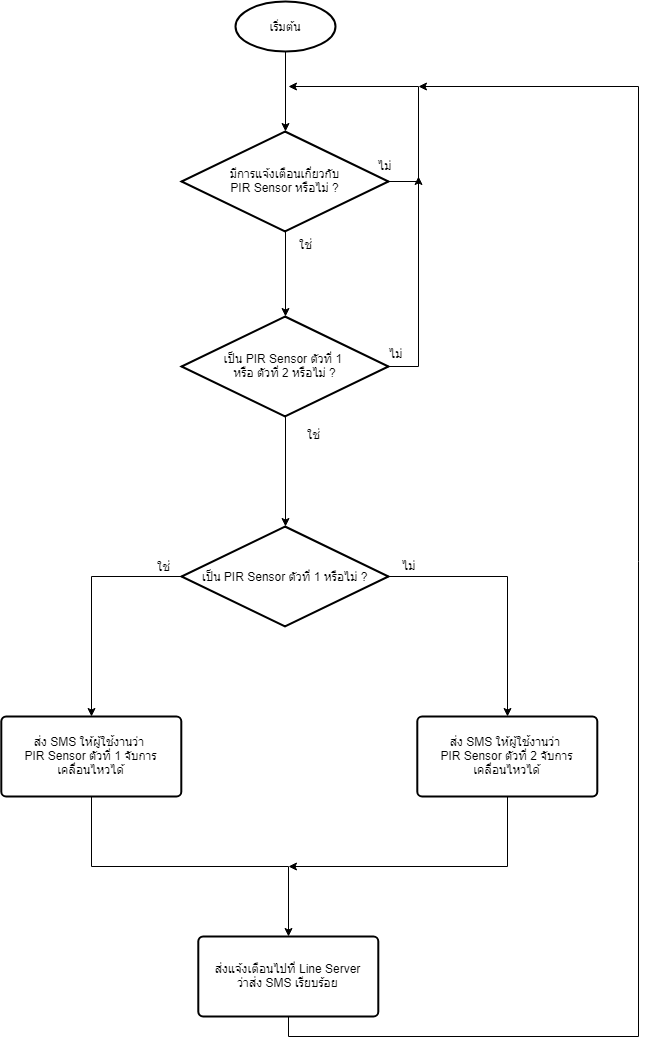 เริ่มต้น
มีการแจ้งเตือนเกี่ยวกับ
PIR Sensor หรือไม่ ?
ไม่
ใช่
เป็น PIR Sensor ตัวที่ 1
หรือ ตัวที่ 2 หรือไม่ ?
ไม่
ใช่
เป็น PIR Sensor ตัวที่ 1 หรือไม่ ?
ใช่
ไม่
ส่ง SMS ให้ผู้ใช้งานว่า
PIR Sensor ตัวที่ 1 จับการ
เคลื่อนไหวได้
ส่ง SMS ให้ผู้ใช้งานว่า
PIR Sensor ตัวที่ 2 จับการ
เคลื่อนไหวได้
ส่งแจ้งเตือนไปที่ Line Server
ว่าส่ง SMS เรียบร้อย